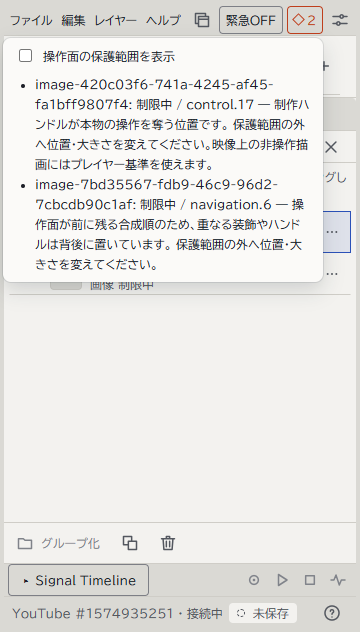 ファイル 編集 レイヤー ヘルプ 緊急OFF ◇2
操作面の保護範囲を表示
• image-420c03f6-741a-4245-af45-
fa1bff9807f4: 制限中 / control.17 — 制作ハ
ンドルが本物の操作を奪う位置です。保護範囲の外
へ位置・大きさを変えてください。映像上の非操作描
画にはプレイヤー基準を使えます。
• image-7bd35567-fdb9-46c9-96d2-
7cbcdb90c1af: 制限中 / navigation.6 — 操
作面が前に残る合成順のため、重なる装飾やハンド
ルは背後に置いています。保護範囲の外へ位置・大
きさを変えてください。
グし
画像 制限中
グループ化
Signal Timeline
YouTube #1574935251・接続中 未保存